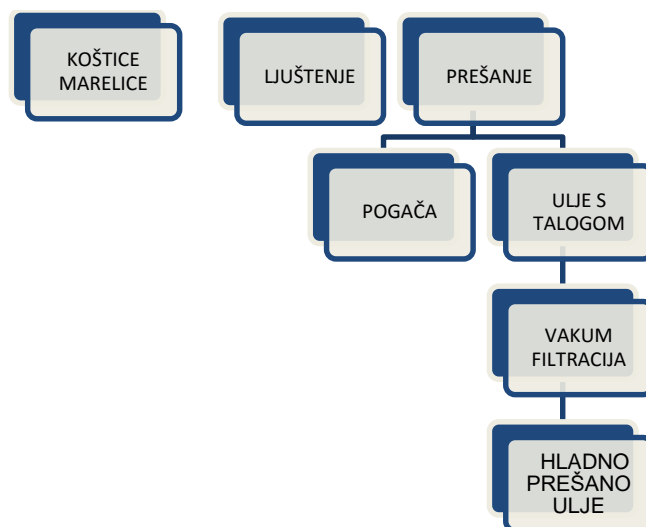 KOŠTICE
MARELICE
LJUŠTENJE
PREŠANJE
POGAČA
ULJE S
TALOGOM
VAKUM
FILTRACIJA
HLADNO
PREŠANO
ULJE